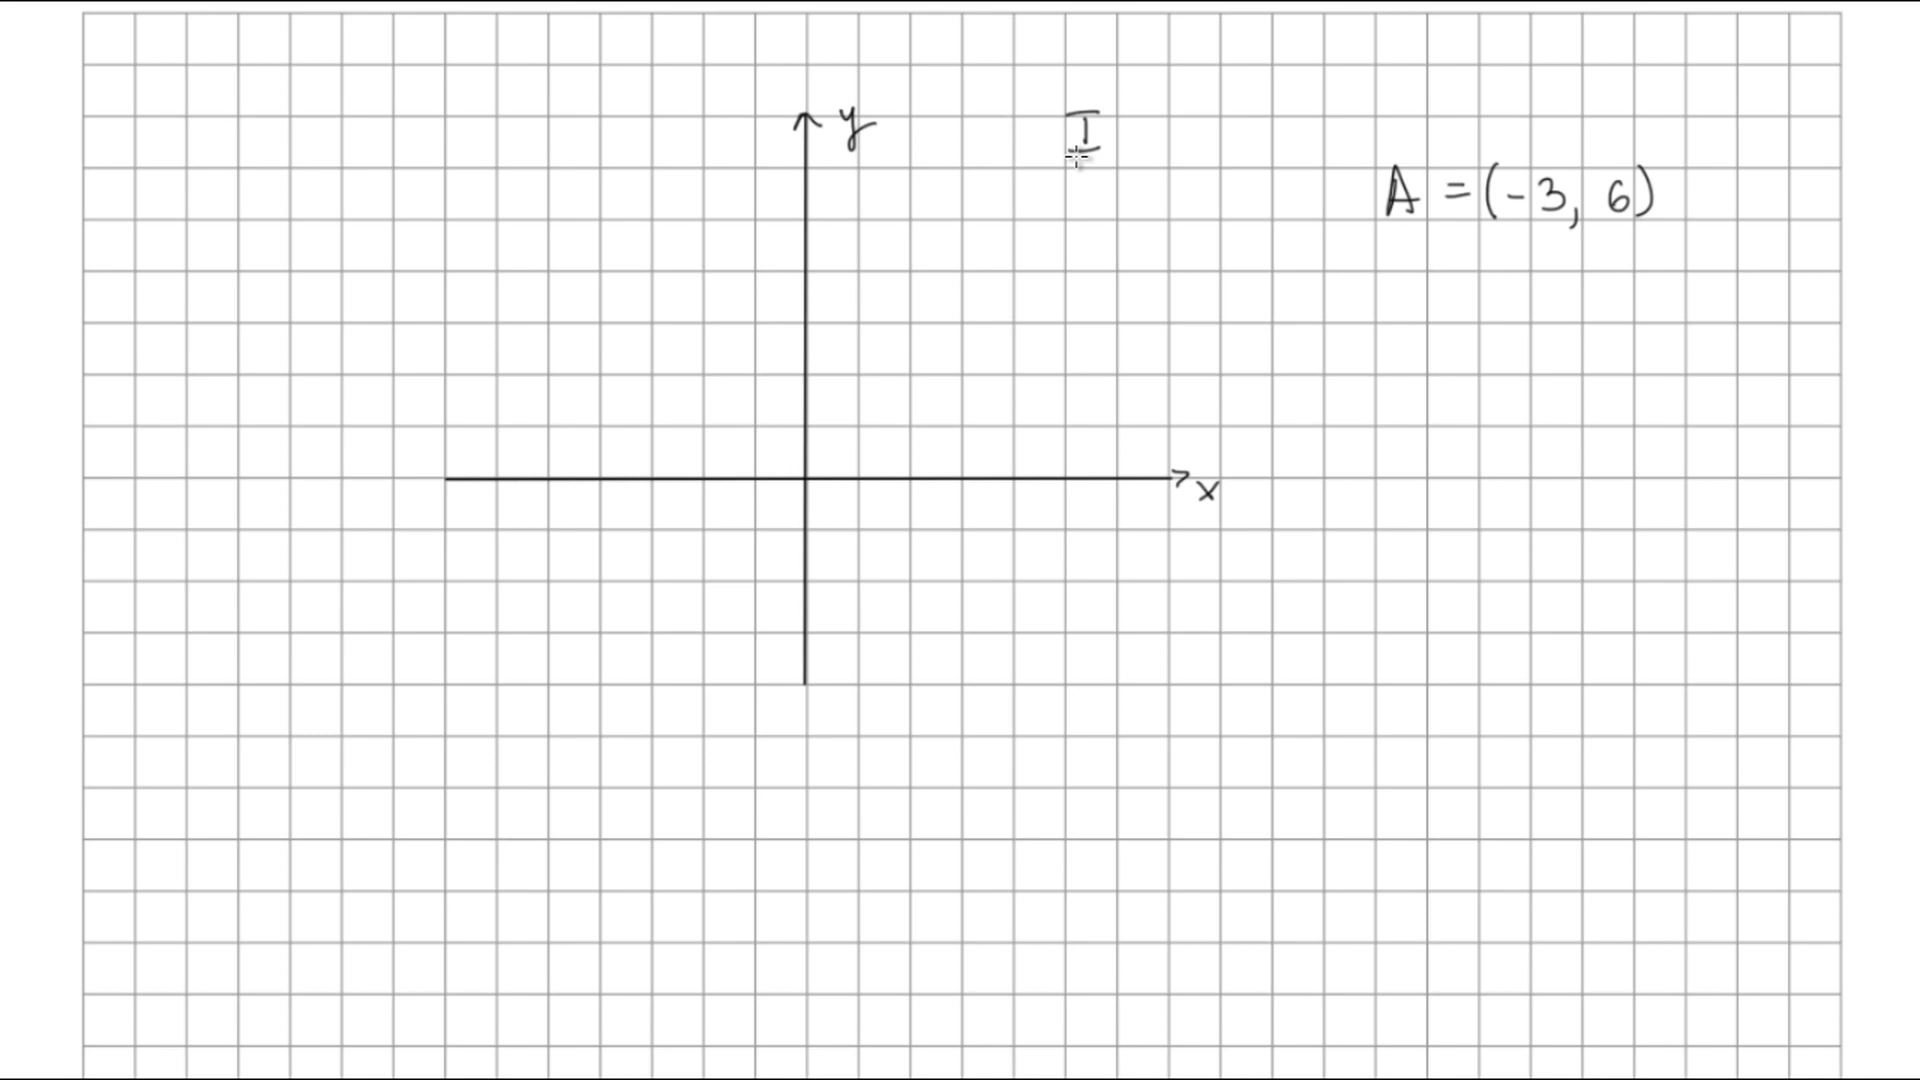 y
I
A = (-3, 6)
x